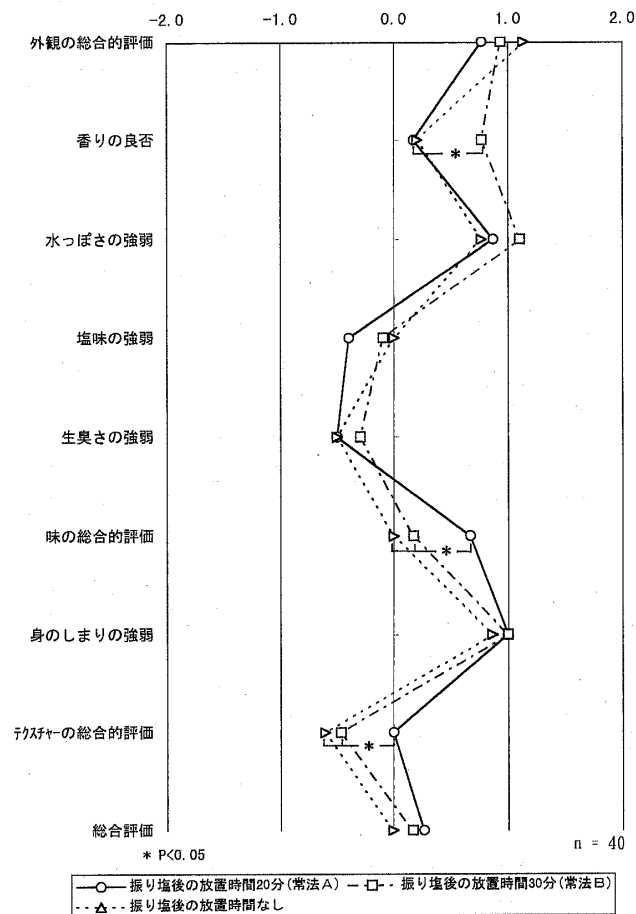 -2.0 -1.0 0.0 1.0 2.0
外観の総合的評価
香りの良否
*
水っぽさの強弱
塩味の強弱
生臭さの強弱
味の総合的評価
*
身のしまりの強弱
テクスチャーの総合的評価
*
総合評価
* P<0.05
n = 40
振り塩後の放置時間20分(常法A) 振り塩後の放置時間30分(常法B)
振り塩後の放置時間なし